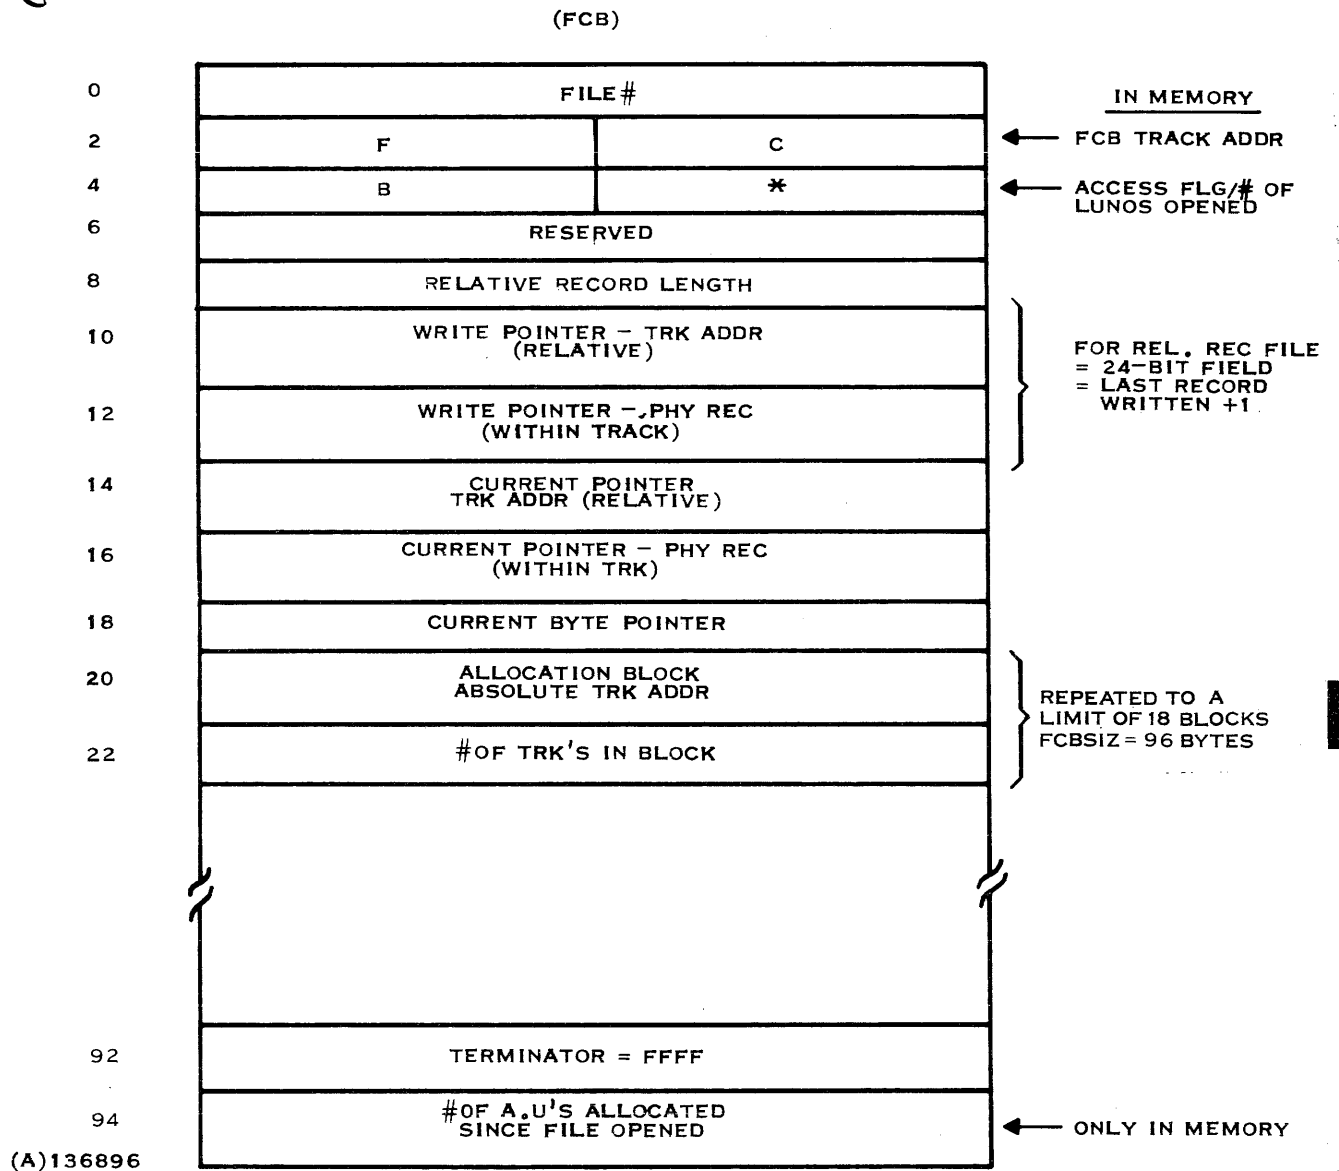 (FCB)
0 FILE# IN MEMORY
2 F C FCB TRACK ADDR
4 B * ACCESS FLG/# OF
LUNOS OPENED
6 RESERVED
8 RELATIVE RECORD LENGTH
10 WRITE POINTER - TRK ADDR
(RELATIVE)
FOR REL. REC FILE
= 24-BIT FIELD
= LAST RECORD
WRITTEN +1
12 WRITE POINTER - PHY REC
(WITHIN TRACK)
14 CURRENT POINTER
TRK ADDR (RELATIVE)
16 CURRENT POINTER - PHY REC
(WITHIN TRK)
18 CURRENT BYTE POINTER
20 ALLOCATION BLOCK
ABSOLUTE TRK ADDR
REPEATED TO A
LIMIT OF 18 BLOCKS
FCBSIZ = 96 BYTES
22 #OF TRK'S IN BLOCK
92 TERMINATOR = FFFF
94 #OF A.U'S ALLOCATED
SINCE FILE OPENED
ONLY IN MEMORY
(A)136896